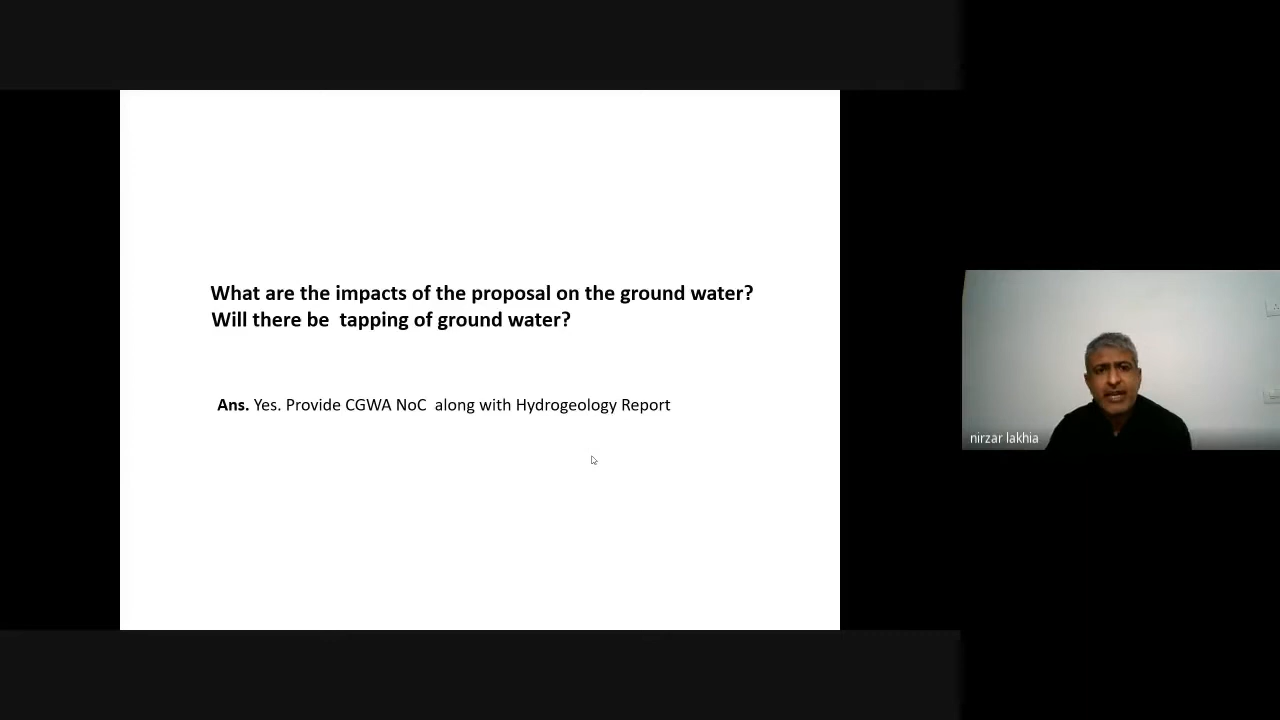 What are the impacts of the proposal on the ground water?
Will there be  tapping of ground water?
Ans. Yes. Provide CGWA NoC  along with Hydrogeology Report
nirzar lakhia